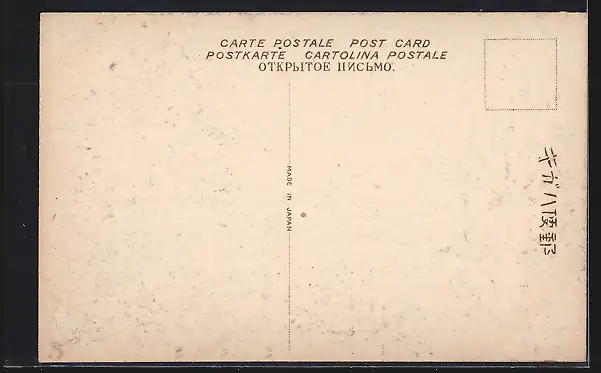 CARTE POSTALE POST CARD
POSTKARTE CARTOLINA POSTALE
ОТКРЫТОЕ ПИСЬМО.
MADE IN JAPAN
郵便ハガキ